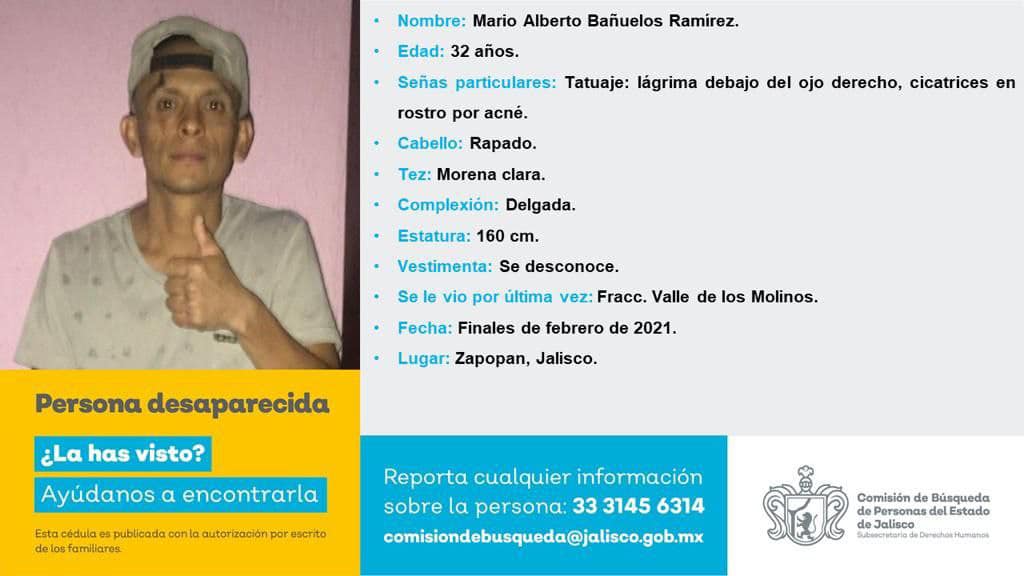 • Nombre: Mario Alberto Bañuelos Ramírez.
• Edad: 32 años.
• Señas particulares: Tatuaje: lágrima debajo del ojo derecho, cicatrices en
rostro por acné.
• Cabello: Rapado.
• Tez: Morena clara.
• Complexión: Delgada.
• Estatura: 160 cm.
• Vestimenta: Se desconoce.
• Se le vio por última vez: Fracc. Valle de los Molinos.
• Fecha: Finales de febrero de 2021.
• Lugar: Zapopan, Jalisco.
Persona desaparecida
¿La has visto?
Ayúdanos a encontrarla
Esta cédula es publicada con la autorización por escrito
de los familiares.
Reporta cualquier información
sobre la persona: 33 3145 6314
comisiondebusqueda@jalisco.gob.mx
Comisión de Búsqueda
de Personas del Estado
de Jalisco
Subsecretaría de Derechos Humanos